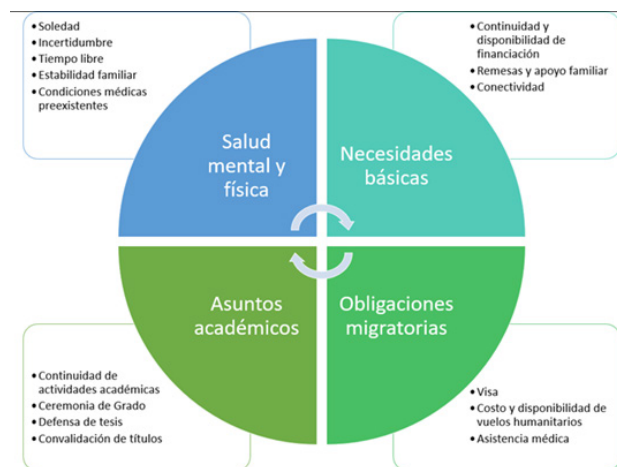 • Soledad
• Incertidumbre
• Tiempo libre
• Estabilidad familiar
• Condiciones médicas
preexistentes
• Continuidad y
disponibilidad de
financiación
• Remesas y apoyo familiar
• Conectividad
Salud
mental y
física
Necesidades
básicas
Asuntos
académicos
Obligaciones
migratorias
• Continuidad de
actividades académicas
• Ceremonia de Grado
• Defensa de tesis
• Convalidación de títulos
• Visa
• Costo y disponibilidad de
vuelos humanitarios
• Asistencia médica